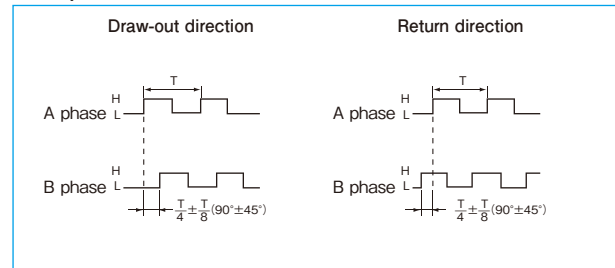 Draw-out direction
T
H
A phase L
H
B phase L
T/4 ± T/8 (90°±45°)
Return direction
T
H
A phase L
H
B phase L
T/4 ± T/8 (90°±45°)